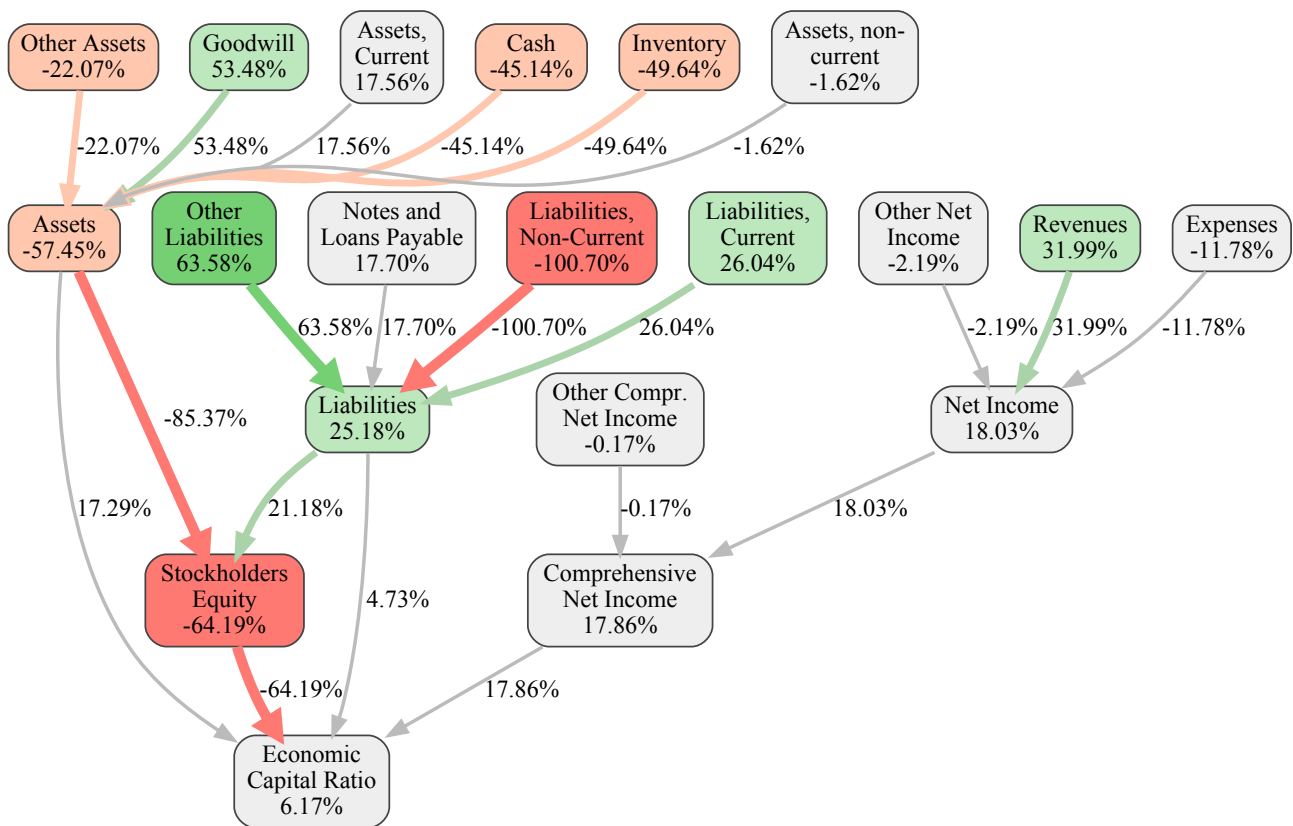 Other Assets
-22.07%
Goodwill
53.48%
Assets,
Current
17.56%
Cash
-45.14%
Inventory
-49.64%
Assets, non-
current
-1.62%
-22.07%
53.48%
17.56%
-45.14%
-49.64%
-1.62%
Assets
-57.45%
Other
Liabilities
63.58%
Notes and
Loans Payable
17.70%
Liabilities,
Non-Current
-100.70%
Liabilities,
Current
26.04%
Other Net
Income
-2.19%
Revenues
31.99%
Expenses
-11.78%
63.58%
17.70%
-100.70%
26.04%
-2.19%
31.99%
-11.78%
Liabilities
25.18%
Other Compr.
Net Income
-0.17%
Net Income
18.03%
-85.37%
17.29%
21.18%
-0.17%
18.03%
Stockholders
Equity
-64.19%
4.73%
Comprehensive
Net Income
17.86%
-64.19%
17.86%
Economic
Capital Ratio
6.17%